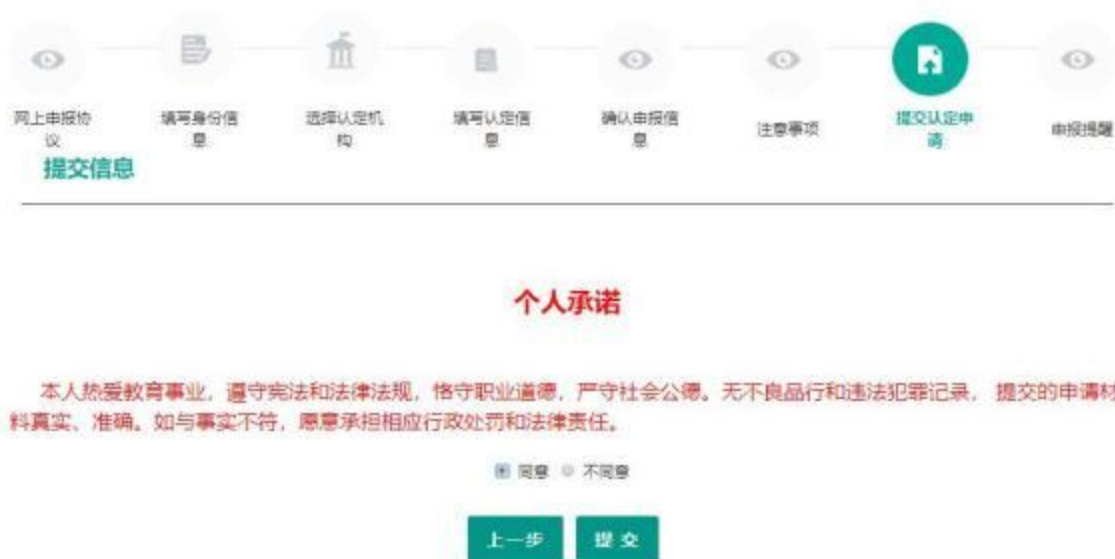 网上申报协
议
填写身份信
息
选择认定机
构
填写认定信
息
确认申报信
息
注意事项
提交认定申
请
申报提醒
提交信息
个人承诺
本人热爱教育事业，遵守宪法和法律法规，恪守职业道德，严守社会公德。无不良品行和违法犯罪记录， 提交的申请材
料真实、准确。如与事实不符，愿意承担相应行政处罚和法律责任。
同意 不同意
上一步 提 交